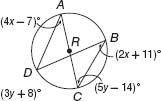 A
(4x – 7)°
B
R
(2x + 11)°
D
(3y + 8)°
(5y – 14)°
C